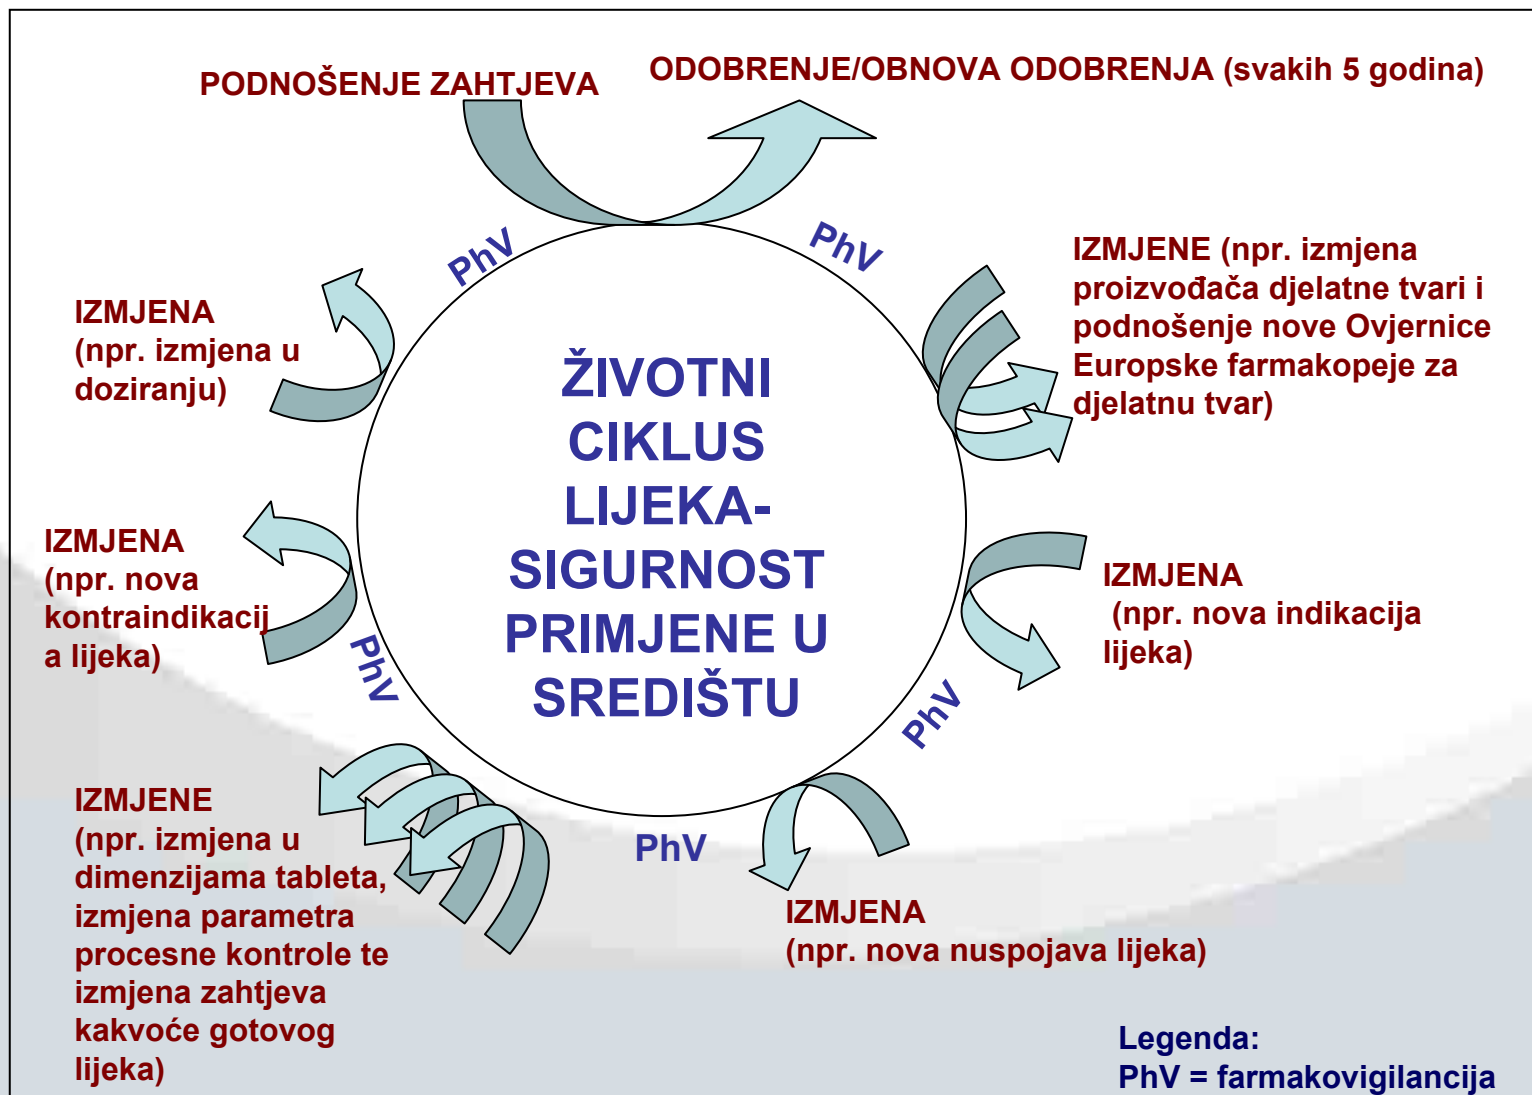 PODNOŠENJE ZAHTJEVA
ODOBRENJE/OBNOVA ODOBRENJA (svakih 5 godina)
PhV
PhV
IZMJENE (npr. izmjena
proizvođača djelatne tvari i
podnošenje nove Ovjernice
Europske farmakopeje za
djelatnu tvar)
IZMJENA
(npr. izmjena u
doziranju)
ŽIVOTNI
CIKLUS
LIJEKA-
SIGURNOST
PRIMJENE U
SREDIŠTU
IZMJENA
(npr. nova
kontraindikacij
a lijeka)
IZMJENA
(npr. nova indikacija
lijeka)
PhV
PhV
PhV
IZMJENE
(npr. izmjena u
dimenzijama tableta,
izmjena parametra
procesne kontrole te
izmjena zahtjeva
kakvoće gotovog
lijeka)
IZMJENA
(npr. nova nuspojava lijeka)
Legenda:
PhV = farmakovigilancija